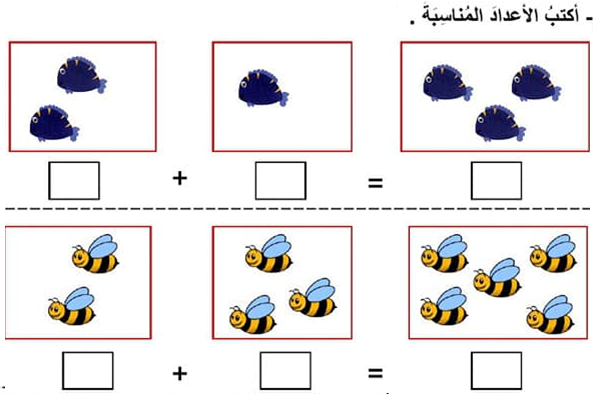 - أكتبُ الأعدادَ المُناسِبَة .
+ =
+ =